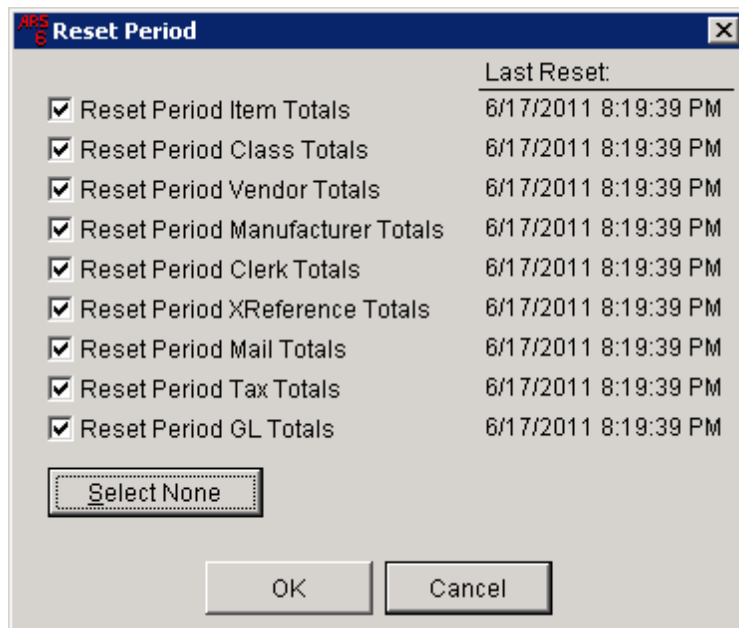 ARS
6
Reset Period
Last Reset:
Reset Period Item Totals 6/17/2011 8:19:39 PM
Reset Period Class Totals 6/17/2011 8:19:39 PM
Reset Period Vendor Totals 6/17/2011 8:19:39 PM
Reset Period Manufacturer Totals 6/17/2011 8:19:39 PM
Reset Period Clerk Totals 6/17/2011 8:19:39 PM
Reset Period XReference Totals 6/17/2011 8:19:39 PM
Reset Period Mail Totals 6/17/2011 8:19:39 PM
Reset Period Tax Totals 6/17/2011 8:19:39 PM
Reset Period GL Totals 6/17/2011 8:19:39 PM
Select None
OK Cancel